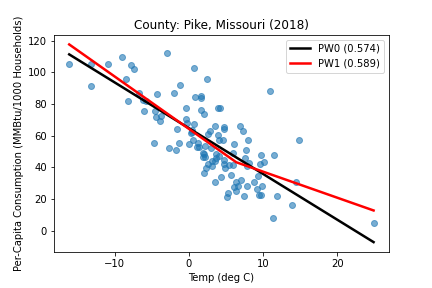 County: Pike, Missouri (2018)
PW0 (0.574)
PW1 (0.589)
Per-Capita Consumption (MMBtu/1000 Households)
120
100
80
60
40
20
0
−10
0
10
20
Temp (deg C)